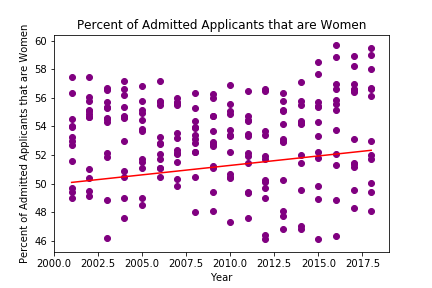 Percent of Admitted Applicants that are Women
Percent of Admitted Applicants that are Women
60
58
56
54
52
50
48
46
2000.0 2002.5 2005.0 2007.5 2010.0 2012.5 2015.0 2017.5
Year